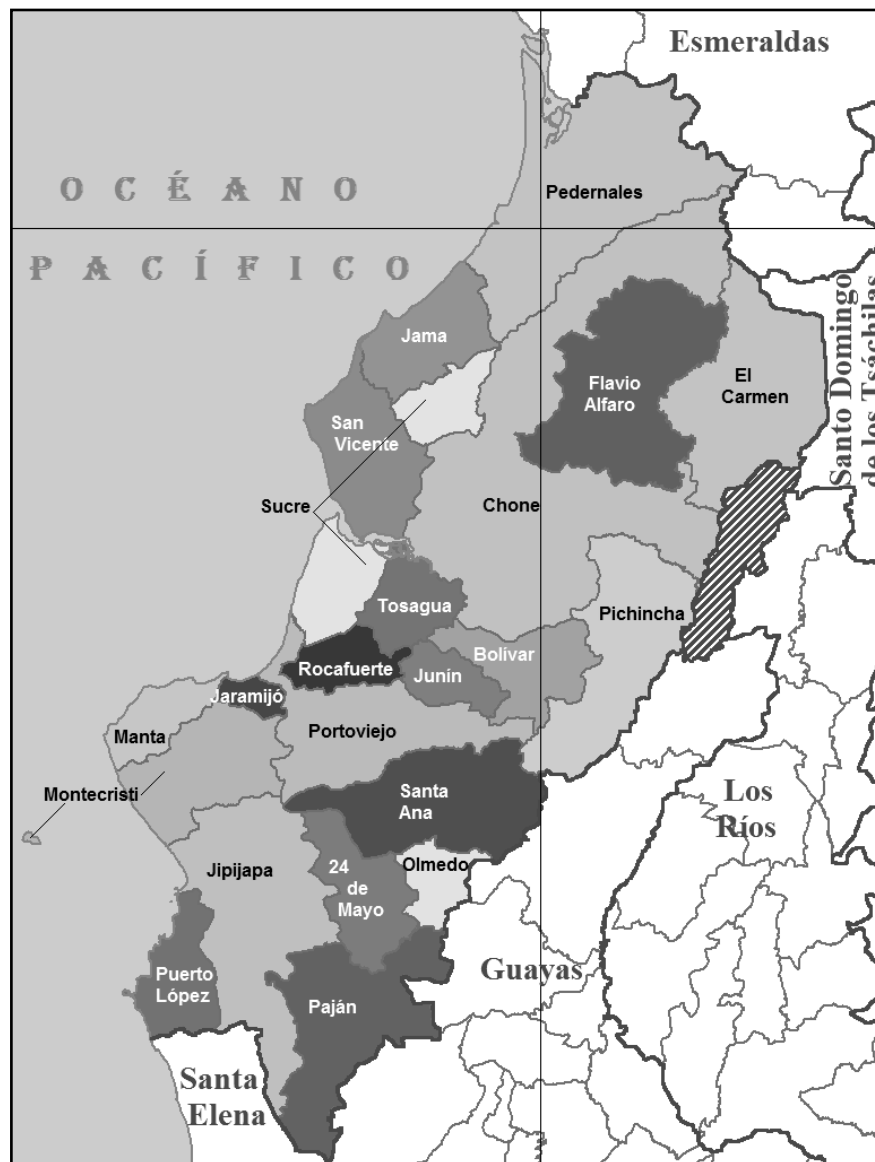 Esmeraldas
OCÉANO
PACÍFICO
Pedernales
Santo Domingo
de los Tsáchilas
Jama
Flavio
Alfaro
El
Carmen
San
Vicente
Sucre
Chone
Tosagua
Pichincha
Rocafuerte
Junín
Bolívar
Jaramijó
Manta
Portoviejo
Montecristi
Santa
Ana
Los
Ríos
Jipijapa
24
de
Mayo
Olmedo
Puerto
López
Paján
Guayas
Santa
Elena